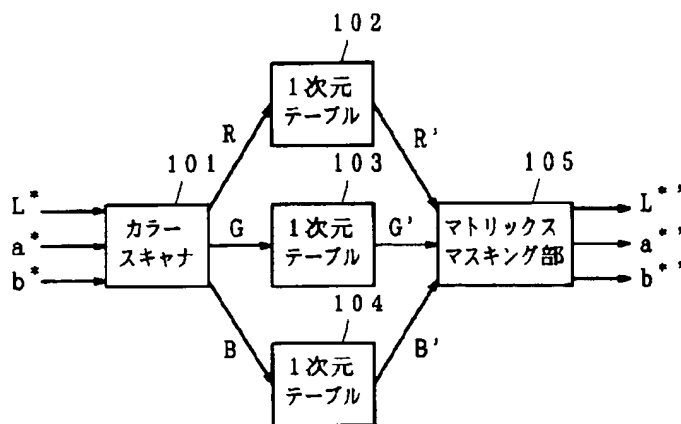 102
1次元
テーブル
R
R'
101
103
105
L*
a*
b*
カラー
スキャナ
G
1次元
テーブル
G'
マトリックス
マスキング部
L*'
a*'
b*'
104
B
B'
1次元
テーブル